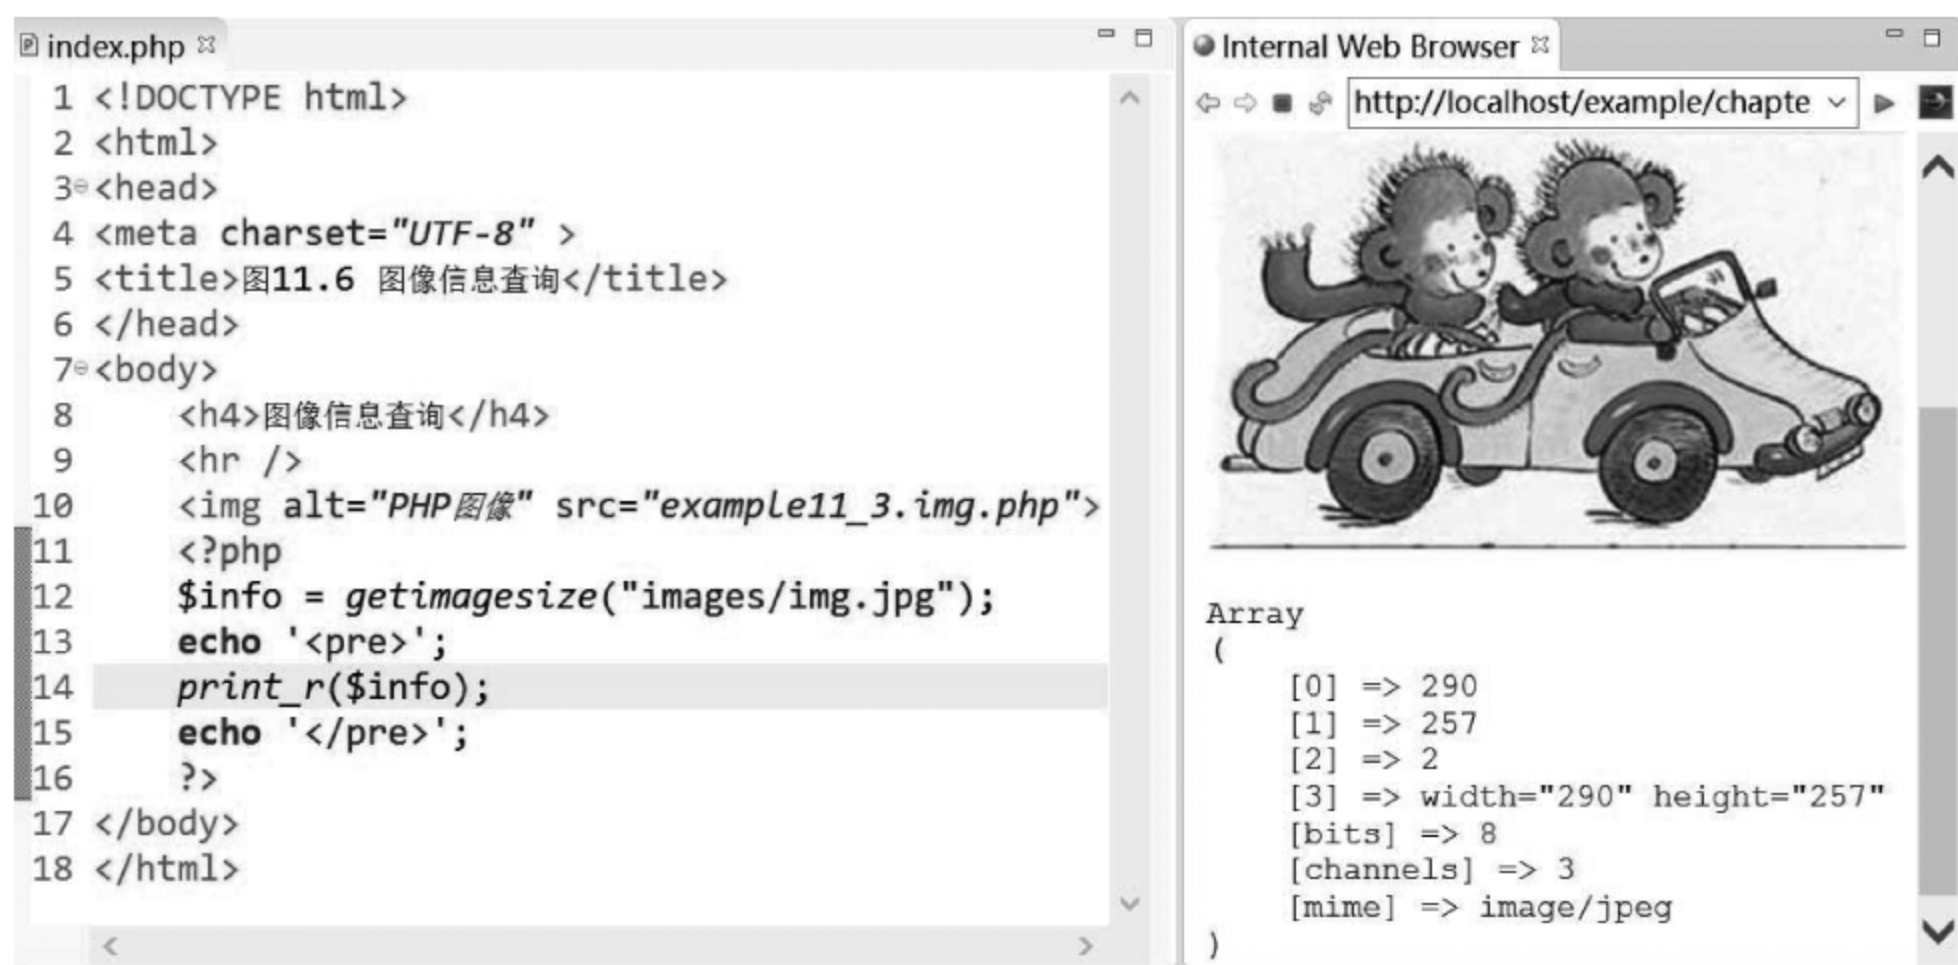 index.php
1 <!DOCTYPE html>
2 <html>
3 <head>
4 <meta charset="UTF-8" >
5 <title>图11.6 图像信息查询</title>
6 </head>
7 <body>
8 <h4>图像信息查询</h4>
9 <hr />
10 <img alt="PHP图像" src="example11_3.img.php">
11 <?php
12 $info = getimagesize("images/img.jpg");
13 echo '<pre>';
14 print_r($info);
15 echo '</pre>';
16 ?>
17 </body>
18 </html>
Internal Web Browser
http://localhost/example/chapte
Array
(
[0] => 290
[1] => 257
[2] => 2
[3] => width="290" height="257"
[bits] => 8
[channels] => 3
[mime] => image/jpeg
)